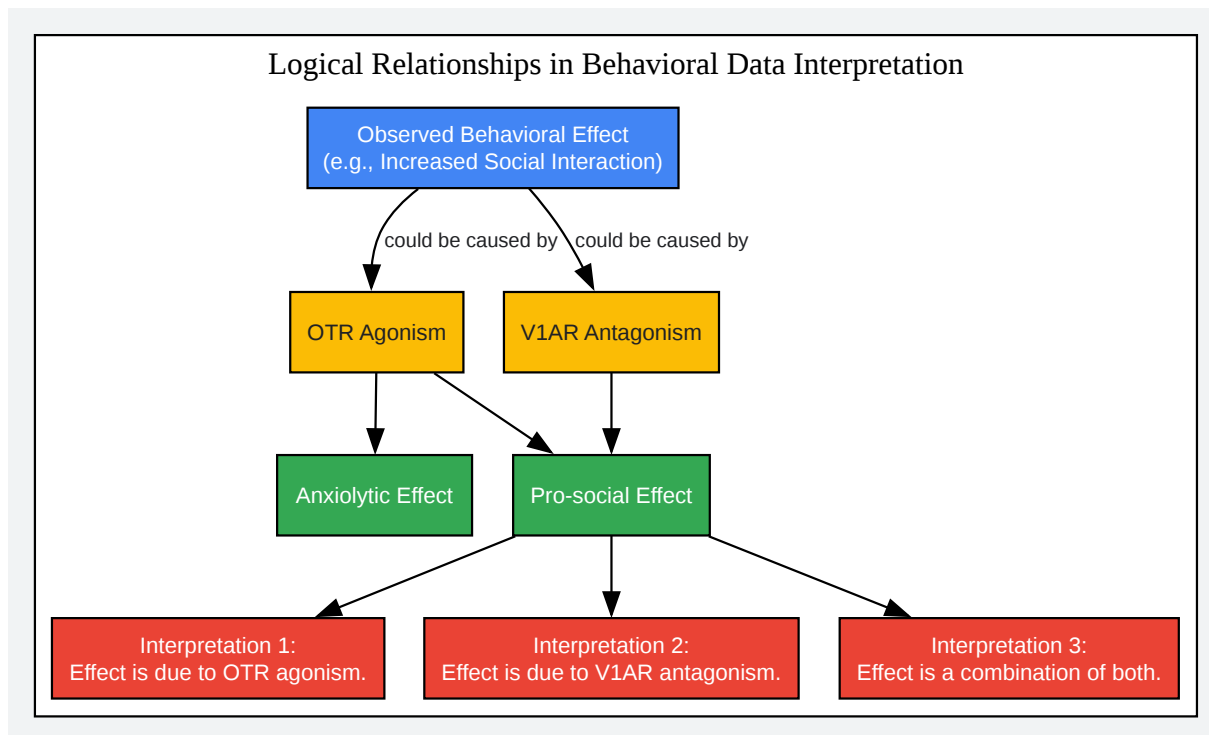 Logical Relationships in Behavioral Data Interpretation
Observed Behavioral Effect
(e.g., Increased Social Interaction)
could be caused by
could be caused by
OTR Agonism
V1AR Antagonism
Anxiolytic Effect
Pro-social Effect
Interpretation 1:
Effect is due to OTR agonism.
Interpretation 2:
Effect is due to V1AR antagonism.
Interpretation 3:
Effect is a combination of both.